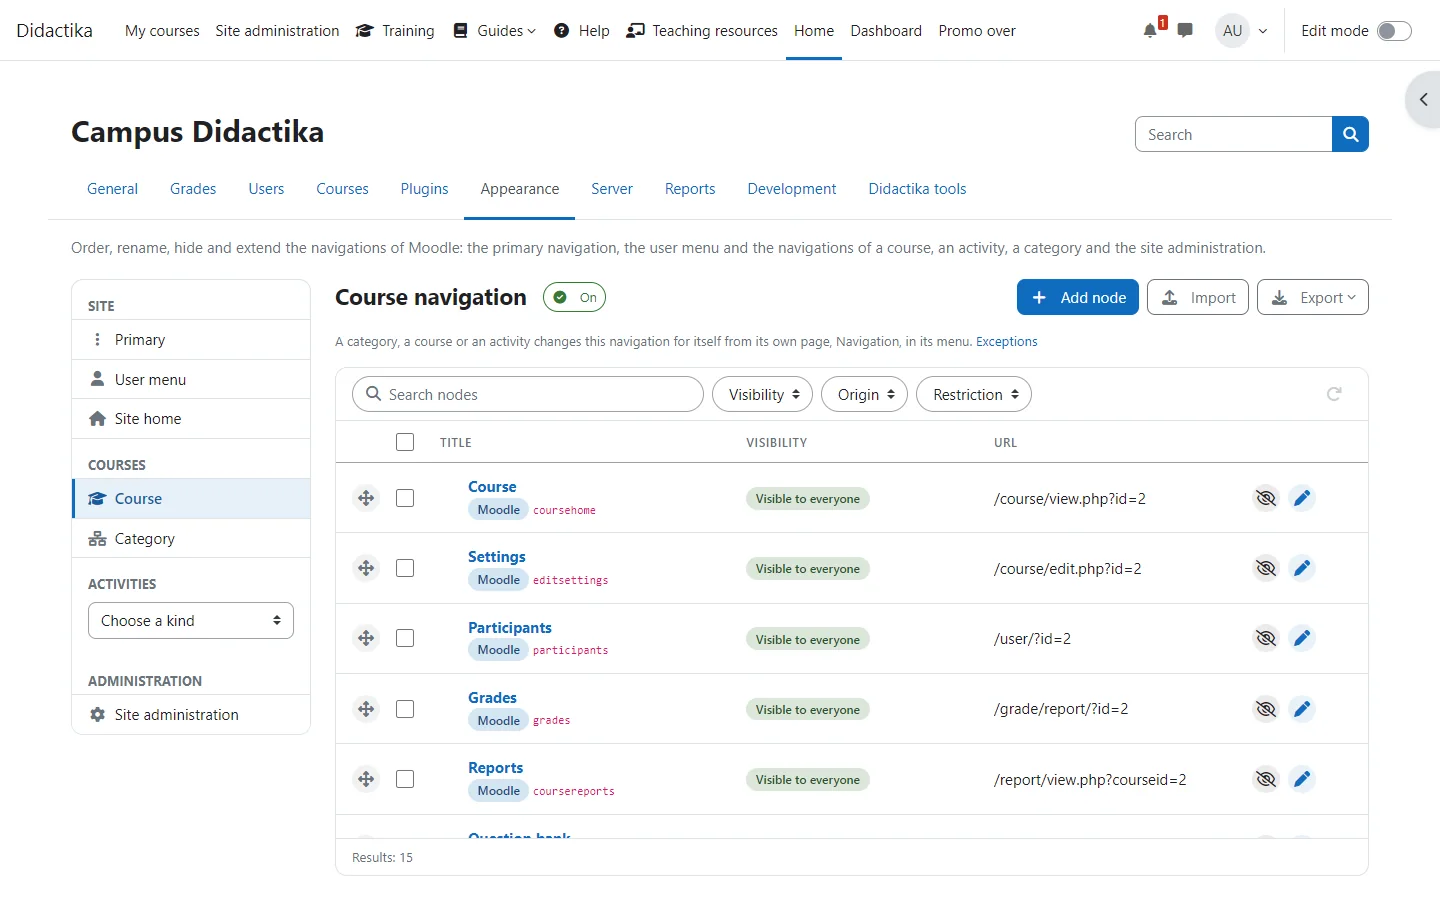 Didactika
My courses
Site administration
Training
Guides
Help
Teaching resources
Home
Dashboard
Promo over
1
AU
Edit mode
Campus Didactika
Search
General
Grades
Users
Courses
Plugins
Appearance
Server
Reports
Development
Didactika tools
Order, rename, hide and extend the navigations of Moodle: the primary navigation, the user menu and the navigations of a course, an activity, a category and the site administration.
SITE
Primary
User menu
Site home
COURSES
Course
Category
ACTIVITIES
Choose a kind
ADMINISTRATION
Site administration
Course navigation
On
Add node
Import
Export
A category, a course or an activity changes this navigation for itself from its own page, Navigation, in its menu. Exceptions
Search nodes
Visibility
Origin
Restriction
TITLE
VISIBILITY
URL
Course
Moodle coursehome
Visible to everyone
/course/view.php?id=2
Settings
Moodle editsettings
Visible to everyone
/course/edit.php?id=2
Participants
Moodle participants
Visible to everyone
/user/?id=2
Grades
Moodle grades
Visible to everyone
/grade/report/?id=2
Reports
Moodle coursereports
Visible to everyone
/report/view.php?courseid=2
Question bank
Results: 15